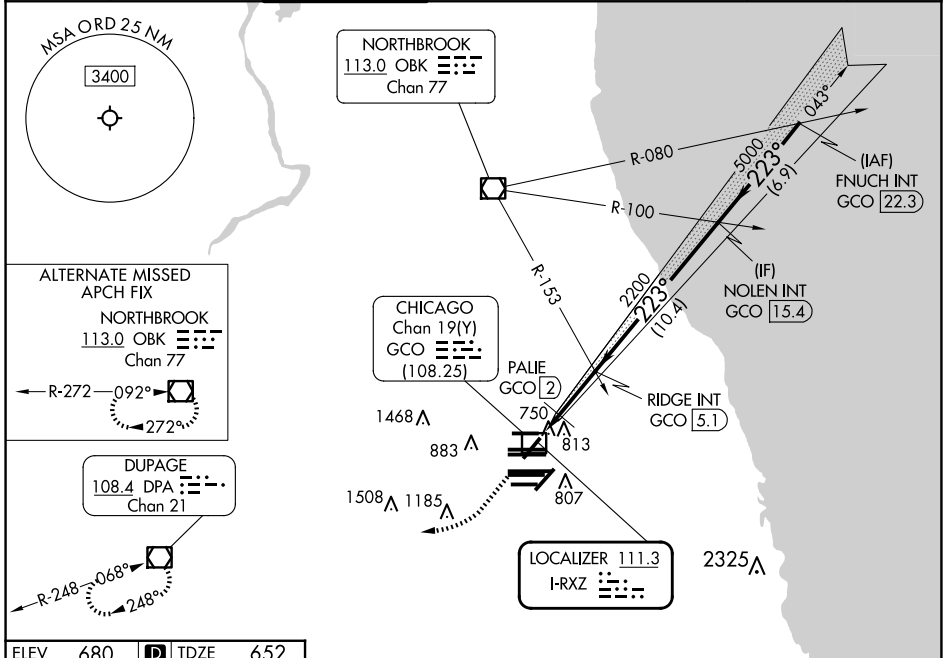 MSA ORD 25 NM
3400
NORTHBROOK
113.0 OBK
Chan 77
R-080
R-100
R-153
043°
5000
223°
(6.9)
(IAF)
FNUCH INT
GCO 22.3
(IF)
NOLEN INT
GCO 15.4
2200
223°
(10.4)
ALTERNATE MISSED
APCH FIX
NORTHBROOK
113.0 OBK
Chan 77
R-272
092°
272°
CHICAGO
Chan 19(Y)
GCO
(108.25)
PALIE
GCO 2
RIDGE INT
GCO 5.1
1468
883
750
813
807
1508
1185
DUPAGE
108.4 DPA
Chan 21
R-248
068°
248°
LOCALIZER 111.3
I-RXZ
2325
ELEV 680 D TDZE 652